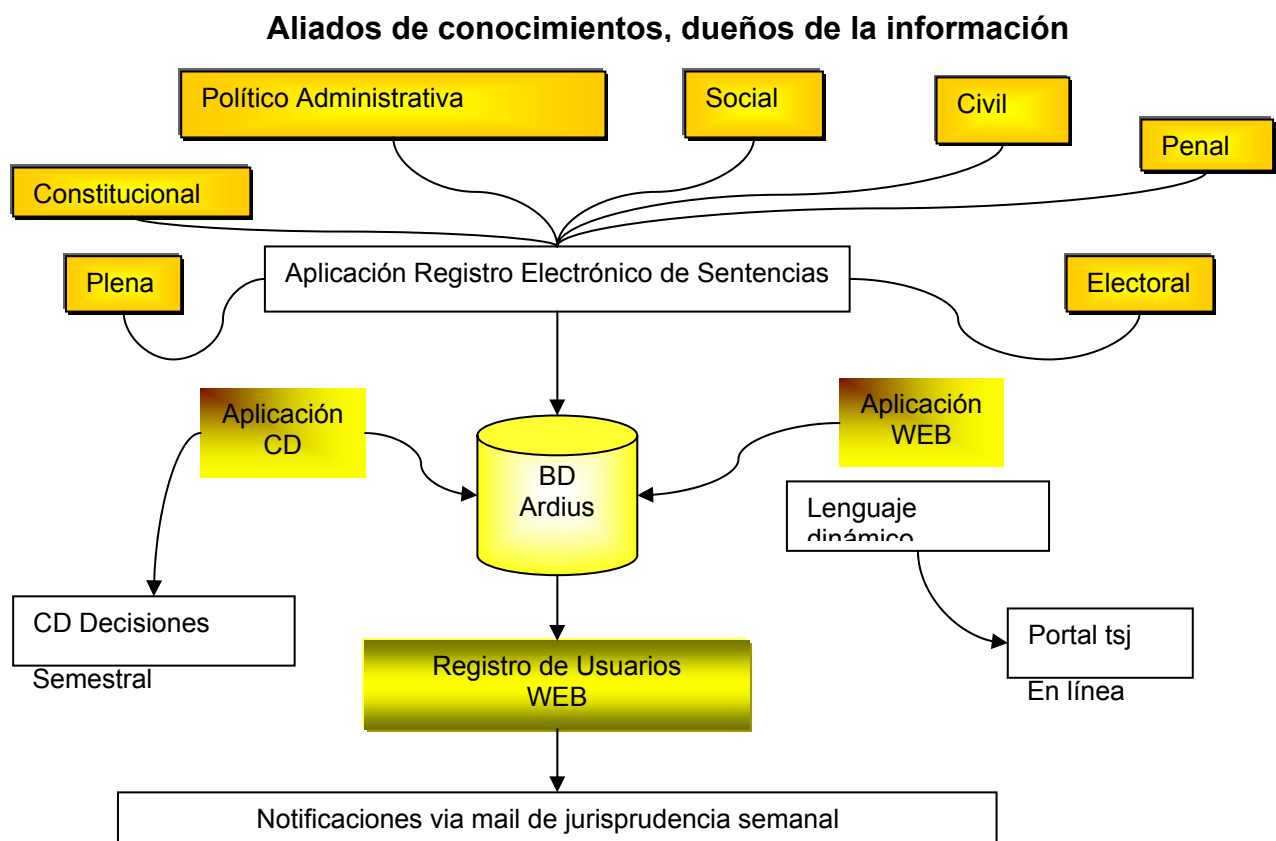 Aliados de conocimientos, dueños de la información
Político Administrativa
Social
Civil
Penal
Constitucional
Plena
Aplicación Registro Electrónico de Sentencias
Electoral
Aplicación
CD
Aplicación
WEB
BD
Ardius
Lenguaje
dinámico
CD Decisiones
Semestral
Portal tsj
En línea
Registro de Usuarios
WEB
Notificaciones via mail de jurisprudencia semanal